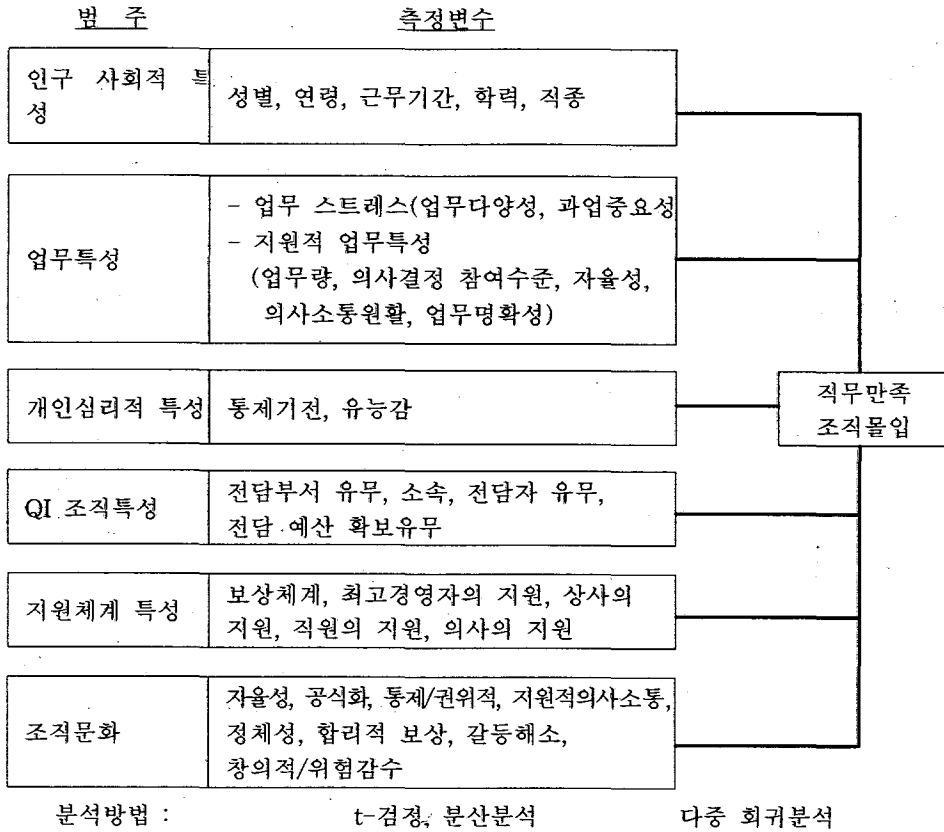 범 주 측정변수
인구 사회적 특
성
성별, 연령, 근무기간, 학력, 직종
업무특성
- 업무 스트레스(업무다양성, 과업중요성
- 지원적 업무특성
(업무량, 의사결정 참여수준, 자율성,
의사소통원활, 업무명확성)
개인심리적 특성
통제기전, 유능감
직무만족
조직몰입
QI 조직특성
전담부서 유무, 소속, 전담자 유무,
전담 예산 확보유무
지원체계 특성
보상체계, 최고경영자의 지원, 상사의
지원, 직원의 지원, 의사의 지원
조직문화
자율성, 공식화, 통제/권위적, 지원적의사소통,
정체성, 합리적 보상, 갈등해소,
창의적/위험감수
분석방법 : t-검정, 분산분석 다중 회귀분석